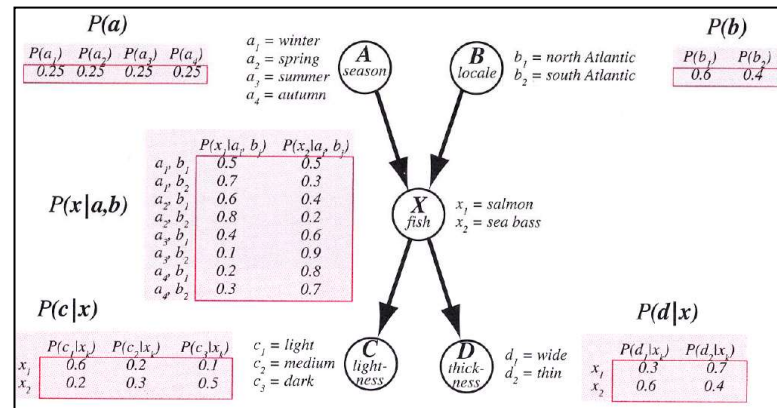 P(a)
P(a₁) P(a₂) P(a₃) P(a₄)
0.25 0.25 0.25 0.25
a₁ = winter
a₂ = spring
a₃ = summer
a₄ = autumn
A
season
B
locale
b₁ = north Atlantic
b₂ = south Atlantic
P(b)
P(b₁) P(b₂)
0.6 0.4
P(x|a,b)
P(x₁|aᵢ, bⱼ) P(x₂|aᵢ, bⱼ)
a₁, b₁ 0.5 0.5
a₁, b₂ 0.7 0.3
a₂, b₁ 0.6 0.4
a₂, b₂ 0.8 0.2
a₃, b₁ 0.4 0.6
a₃, b₂ 0.1 0.9
a₄, b₁ 0.2 0.8
a₄, b₂ 0.3 0.7
X
fish
x₁ = salmon
x₂ = sea bass
P(c|x)
P(c₁|xₖ) P(c₂|xₖ) P(c₃|xₖ)
x₁ 0.6 0.2 0.1
x₂ 0.2 0.3 0.5
c₁ = light
c₂ = medium
c₃ = dark
C
light-
ness
D
thick-
ness
d₁ = wide
d₂ = thin
P(d|x)
P(d₁|xₖ) P(d₂|xₖ)
x₁ 0.3 0.7
x₂ 0.6 0.4